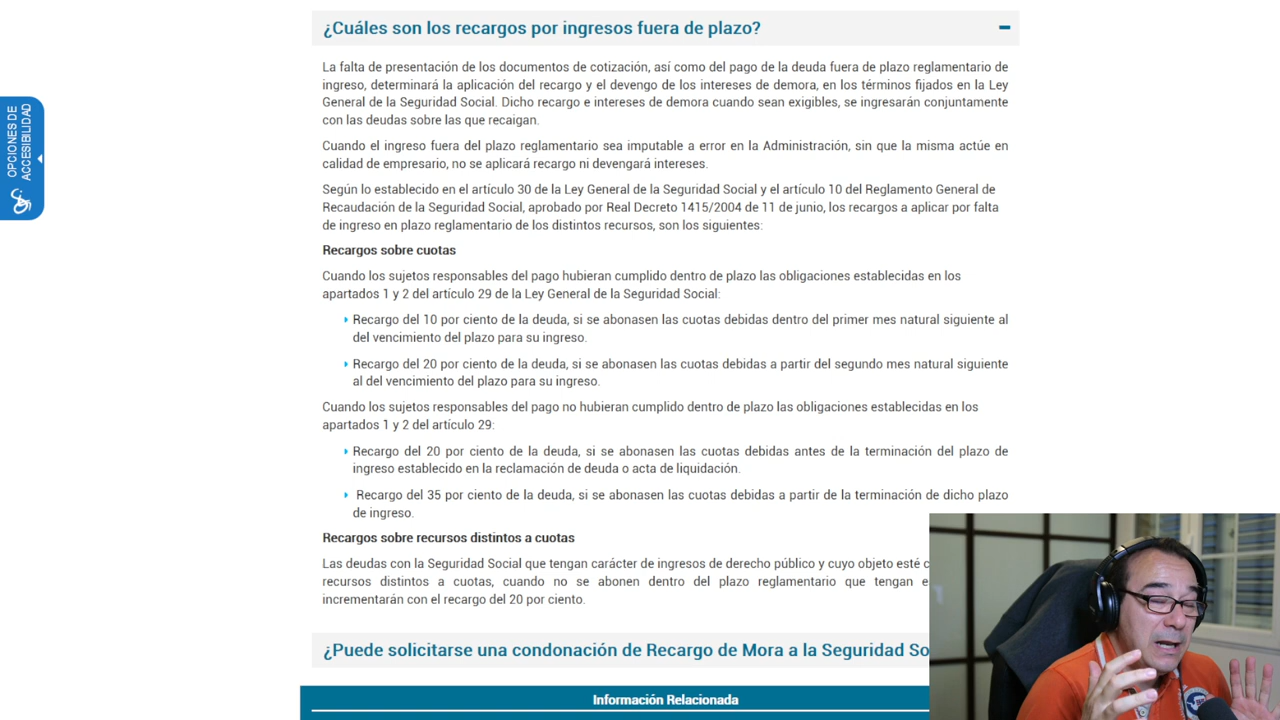 ¿Cuáles son los recargos por ingresos fuera de plazo?
La falta de presentación de los documentos de cotización, así como del pago de la deuda fuera de plazo reglamentario de
ingreso, determinará la aplicación del recargo y el devengo de los intereses de demora, en los términos fijados en la Ley
General de la Seguridad Social. Dicho recargo e intereses de demora cuando sean exigibles, se ingresarán conjuntamente
con las deudas sobre las que recaigan.
Cuando el ingreso fuera del plazo reglamentario sea imputable a error en la Administración, sin que la misma actúe en
calidad de empresario, no se aplicará recargo ni devengará intereses.
Según lo establecido en el artículo 30 de la Ley General de la Seguridad Social y el artículo 10 del Reglamento General de
Recaudación de la Seguridad Social, aprobado por Real Decreto 1415/2004 de 11 de junio, los recargos a aplicar por falta
de ingreso en plazo reglamentario de los distintos recursos, son los siguientes:
Recargos sobre cuotas
Cuando los sujetos responsables del pago hubieran cumplido dentro de plazo las obligaciones establecidas en los
apartados 1 y 2 del artículo 29 de la Ley General de la Seguridad Social:
Recargo del 10 por ciento de la deuda, si se abonasen las cuotas debidas dentro del primer mes natural siguiente al
del vencimiento del plazo para su ingreso.
Recargo del 20 por ciento de la deuda, si se abonasen las cuotas debidas a partir del segundo mes natural siguiente
al del vencimiento del plazo para su ingreso.
Cuando los sujetos responsables del pago no hubieran cumplido dentro de plazo las obligaciones establecidas en los
apartados 1 y 2 del artículo 29:
Recargo del 20 por ciento de la deuda, si se abonasen las cuotas debidas antes de la terminación del plazo de
ingreso establecido en la reclamación de deuda o acta de liquidación.
Recargo del 35 por ciento de la deuda, si se abonasen las cuotas debidas a partir de la terminación de dicho plazo
de ingreso.
Recargos sobre recursos distintos a cuotas
Las deudas con la Seguridad Social que tengan carácter de ingresos de derecho público y cuyo objeto esté
recursos distintos a cuotas, cuando no se abonen dentro del plazo reglamentario que tengan
incrementarán con el recargo del 20 por ciento.
¿Puede solicitarse una condonación de Recargo de Mora a la Seguridad So
Información Relacionada
OPCIONES DE
ACCESIBILIDAD